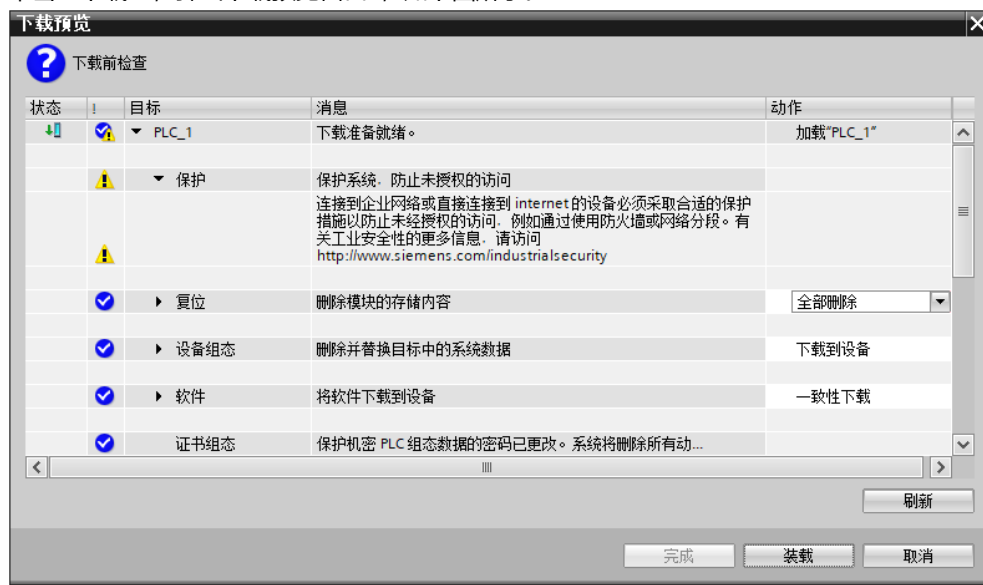 下载预览
下载前检查
状态 ! 目标 消息 动作
PLC_1 下载准备就绪。 加载“PLC_1”
保护 保护系统，防止未授权的访问
连接到企业网络或直接连接到 internet 的设备必须采取合适的保护
措施以防止未经授权的访问，例如通过使用防火墙或网络分段。有
关工业安全性的更多信息，请访问
http://www.siemens.com/industrialsecurity
复位 删除模块的存储内容 全部删除
设备组态 删除并替换目标中的系统数据 下载到设备
软件 将软件下载到设备 一致性下载
证书组态 保护机密 PLC 组态数据的密码已更改。系统将删除所有动...
刷新
完成 装载 取消